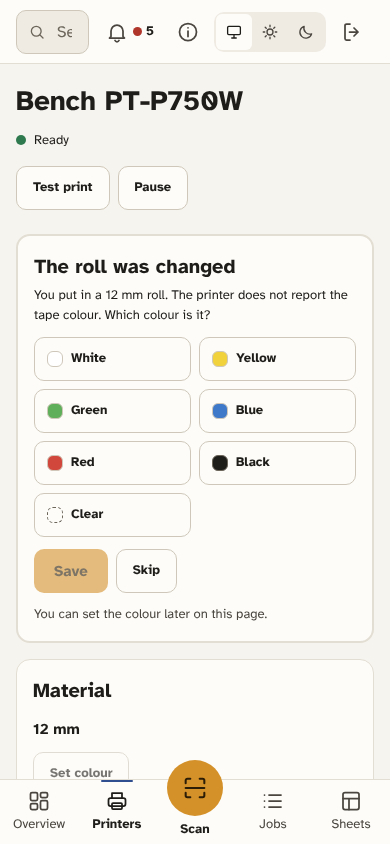 Se
5
Bench PT-P750W
Ready
Test print
Pause
The roll was changed
You put in a 12 mm roll. The printer does not report the
tape colour. Which colour is it?
White
Yellow
Green
Blue
Red
Black
Clear
Save
Skip
You can set the colour later on this page.
Material
12 mm
Set colour
Overview
Printers
Scan
Jobs
Sheets